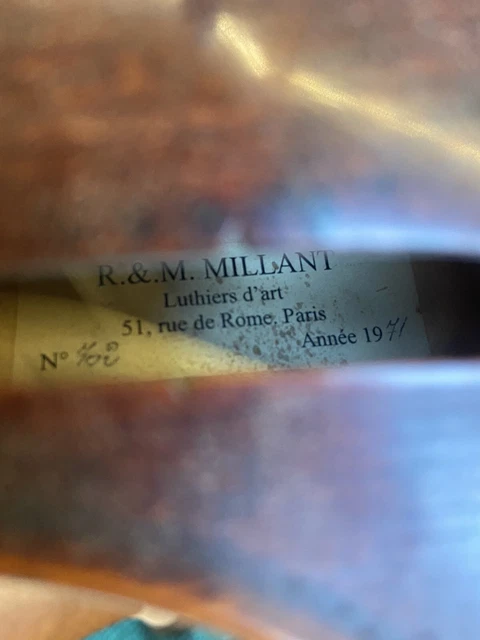 R.&M. MILLANT
Luthiers d'art
51, rue de Rome. Paris
Année 1971
N°